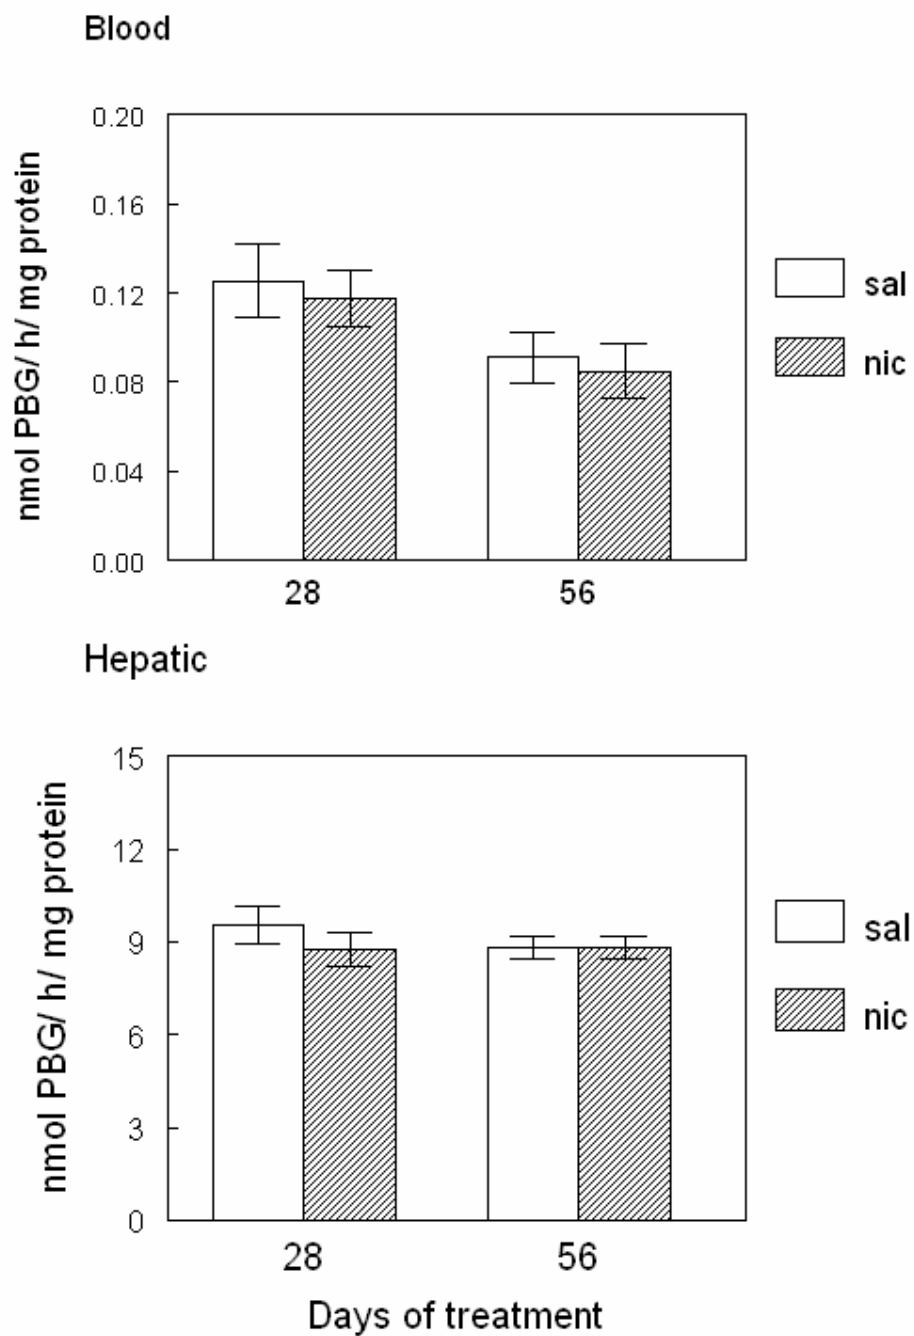 Blood
nmol PBG/ h/ mg protein
0.20
0.16
0.12
0.08
0.04
0.00
28 56
sal
nic
Hepatic
nmol PBG/ h/ mg protein
15
12
9
6
3
0
28 56
Days of treatment
sal
nic